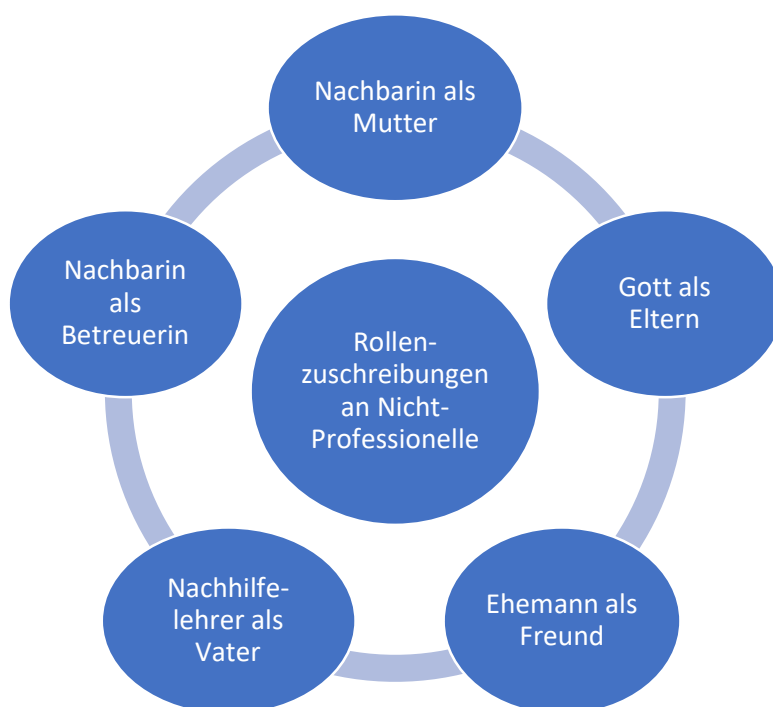 Nachbarin als
Mutter
Gott als
Eltern
Ehemann als
Freund
Nachhilfe-
lehrer als
Vater
Nachbarin
als
Betreuerin
Rollen-
zuschreibungen
an Nicht-
Professionelle